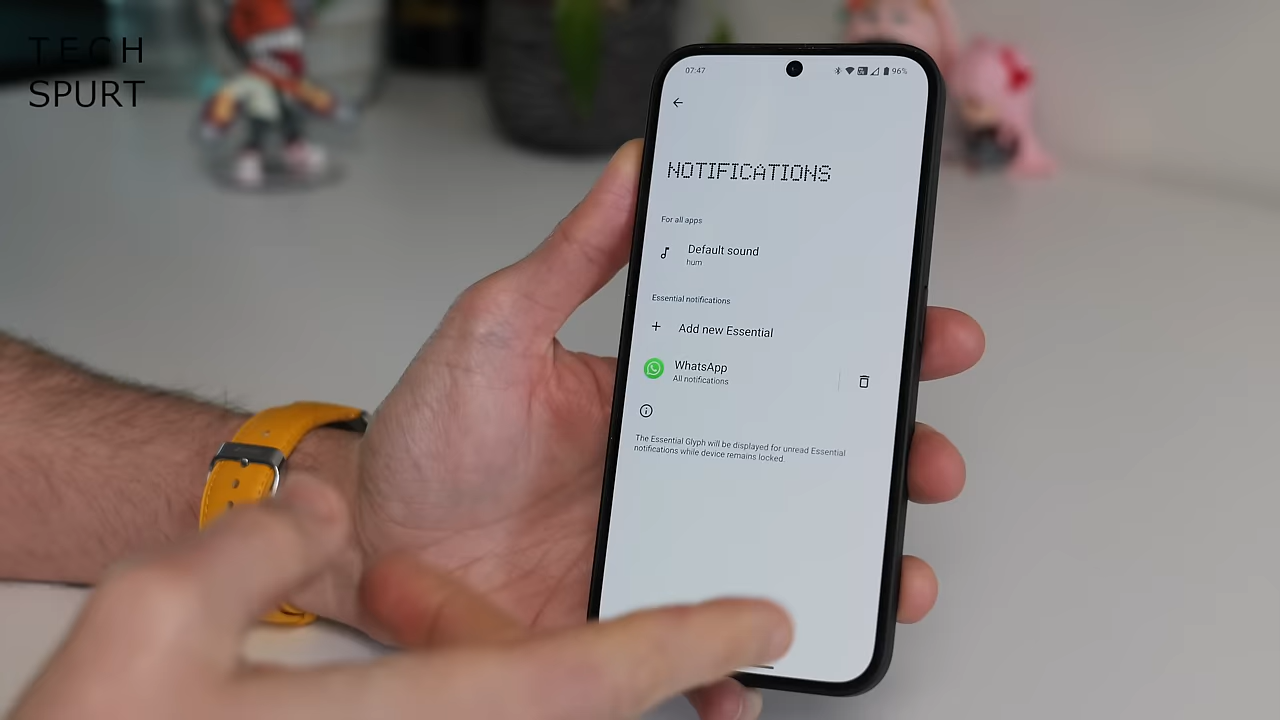 TECH
SPURT
07:47
96%
NOTIFICATIONS
For all apps
Default sound
hum
Essential notifications
Add new Essential
WhatsApp
All notifications
The Essential Glyph will be displayed for unread Essential
notifications while device remains locked.